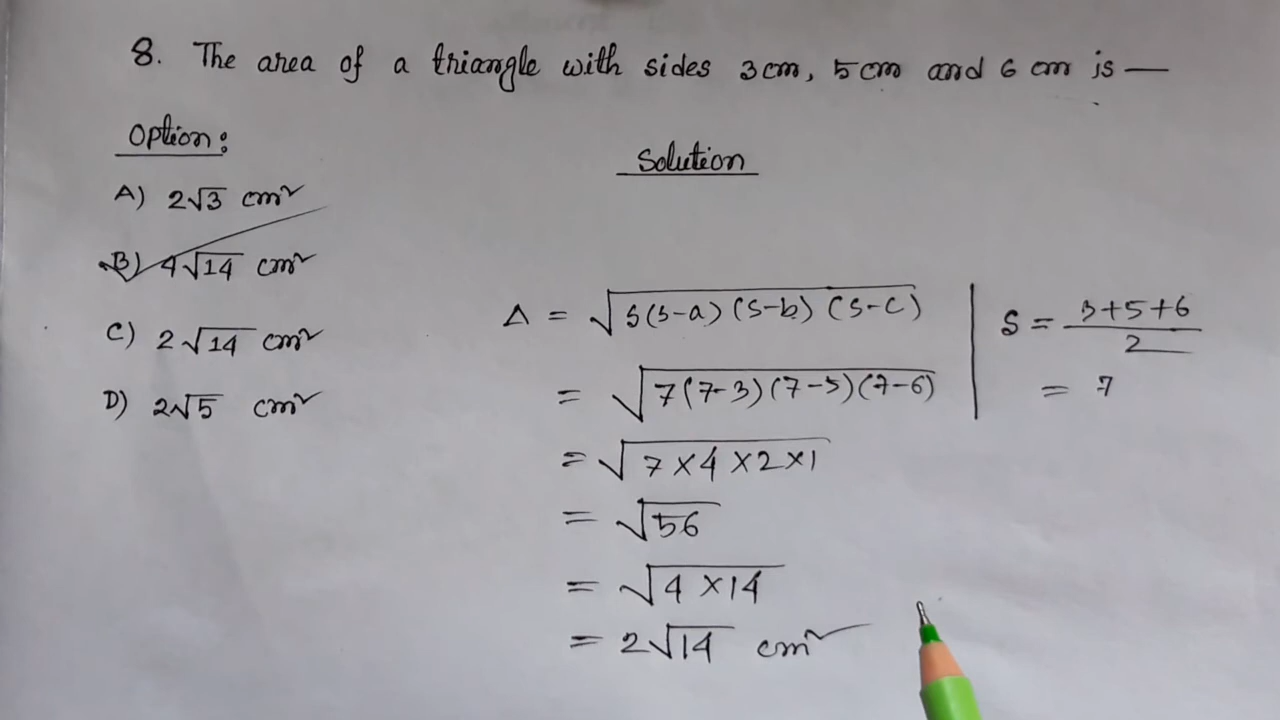 8. The area of a triangle with sides 3cm, 5cm and 6 cm is —
Option:
A) 2√3 cm²
B) 4√14 cm²
C) 2√14 cm²
D) 2√5 cm²
Solution
Δ = √s(s-a)(s-b)(s-c)
= √7(7-3)(7-5)(7-6)
= √7×4×2×1
= √56
= √4×14
= 2√14 cm²
S = 3+5+6
2
= 7